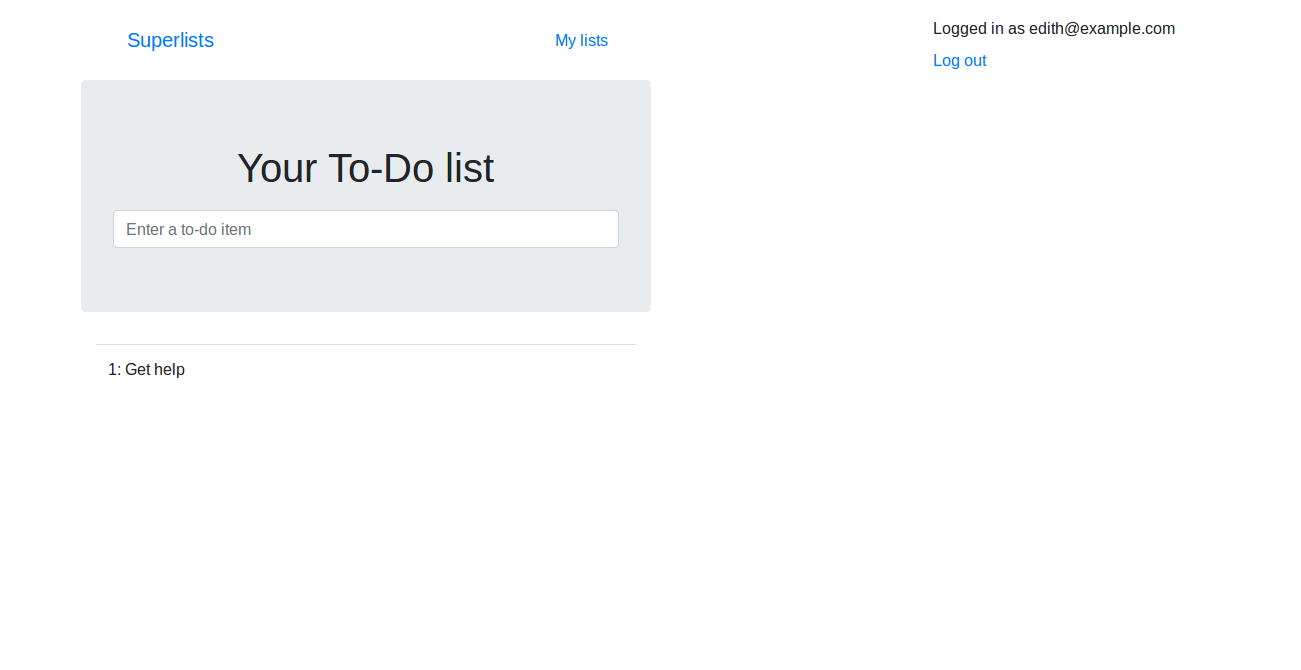 Superlists
My lists
Logged in as edith@example.com
Log out
Your To-Do list
Enter a to-do item
1: Get help